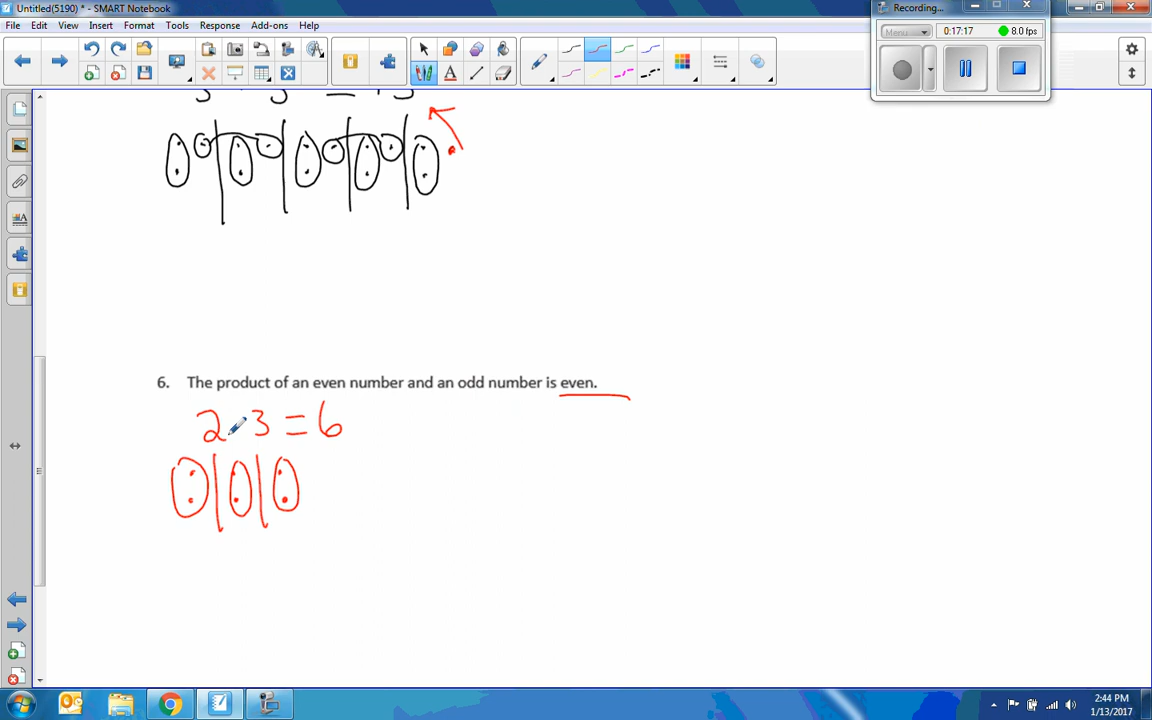 Untitled(5190) * - SMART Notebook
Recording...
File Edit View Insert Format Tools Response Add-ons Help
Menu
0:17:17
8.0 fps
6. The product of an even number and an odd number is even.
2 · 3 = 6
2:44 PM
1/13/2017